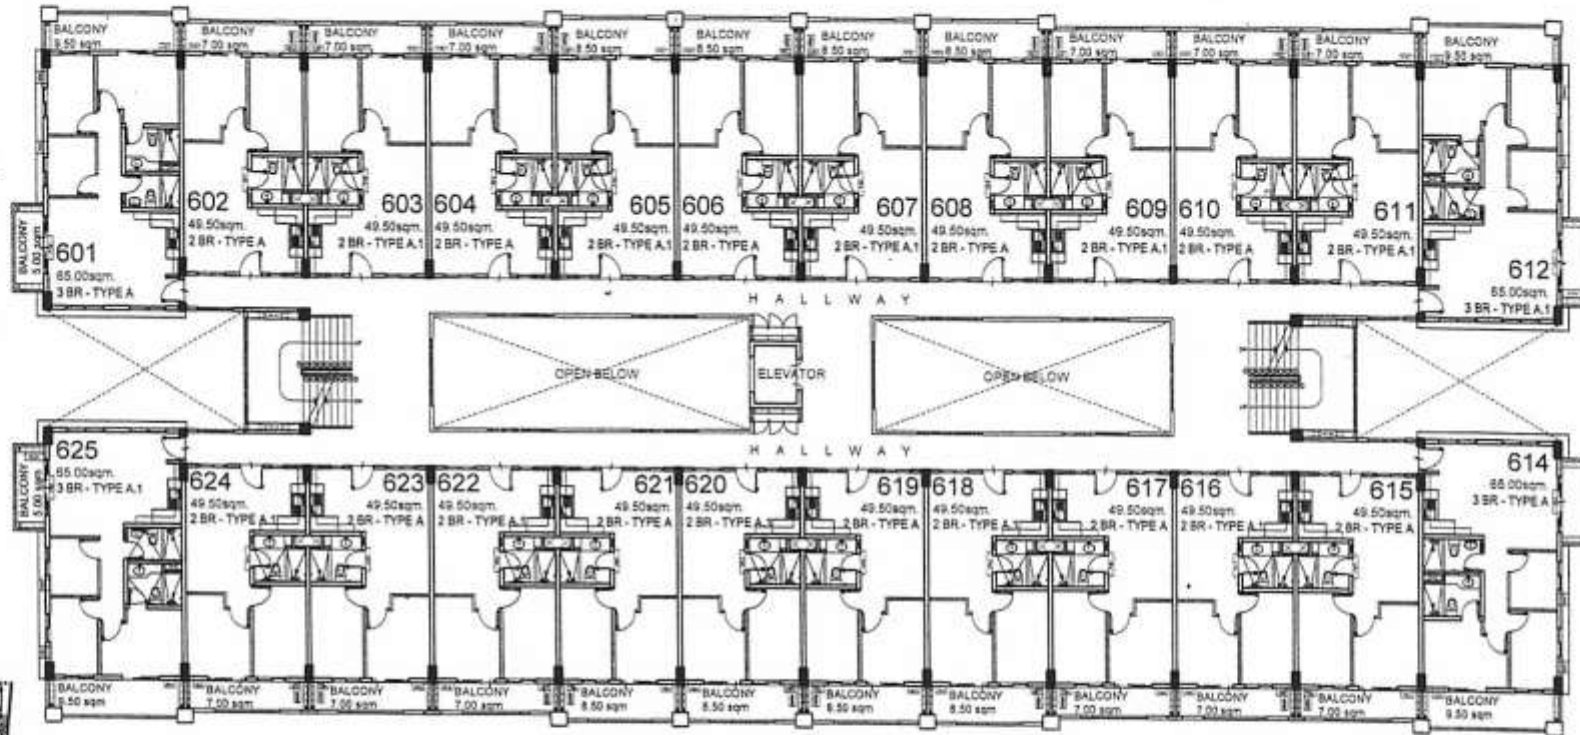 BALCONY
9.50 sqm
BALCONY
7.00 sqm
BALCONY
7.00 sqm
BALCONY
7.00 sqm
BALCONY
8.50 sqm
BALCONY
8.50 sqm
BALCONY
8.50 sqm
BALCONY
8.50 sqm
BALCONY
7.00 sqm
BALCONY
7.00 sqm
BALCONY
7.00 sqm
BALCONY
9.50 sqm
BALCONY
5.00 sqm
601
65.00sqm.
3 BR - TYPE A
602
49.50sqm.
2 BR - TYPE A
603
49.50sqm.
2 BR - TYPE A.1
604
49.50sqm.
2 BR - TYPE A
605
49.50sqm.
2 BR - TYPE A.1
606
49.50sqm.
2 BR - TYPE A
607
49.50sqm.
2 BR - TYPE A.1
608
49.50sqm.
2 BR - TYPE A
609
49.50sqm.
2 BR - TYPE A.1
610
49.50sqm.
2 BR - TYPE A
611
49.50sqm.
2 BR - TYPE A.1
612
65.00sqm.
3 BR - TYPE A.1
HALLWAY
OPEN BELOW
ELEVATOR
OPEN BELOW
HALLWAY
BALCONY
5.00 sqm
625
65.00sqm.
3 BR - TYPE A.1
624
49.50sqm.
2 BR - TYPE A.1
623
49.50sqm.
2 BR - TYPE A
622
49.50sqm.
2 BR - TYPE A.1
621
49.50sqm.
2 BR - TYPE A
620
49.50sqm.
2 BR - TYPE A.1
619
49.50sqm.
2 BR - TYPE A
618
49.50sqm.
2 BR - TYPE A.1
617
49.50sqm.
2 BR - TYPE A
616
49.50sqm.
2 BR - TYPE A.1
615
49.50sqm.
2 BR - TYPE A
614
65.00sqm.
3 BR - TYPE A
BALCONY
9.50 sqm
BALCONY
7.00 sqm
BALCONY
7.00 sqm
BALCONY
7.00 sqm
BALCONY
8.50 sqm
BALCONY
8.50 sqm
BALCONY
8.50 sqm
BALCONY
8.50 sqm
BALCONY
7.00 sqm
BALCONY
7.00 sqm
BALCONY
7.00 sqm
BALCONY
9.50 sqm